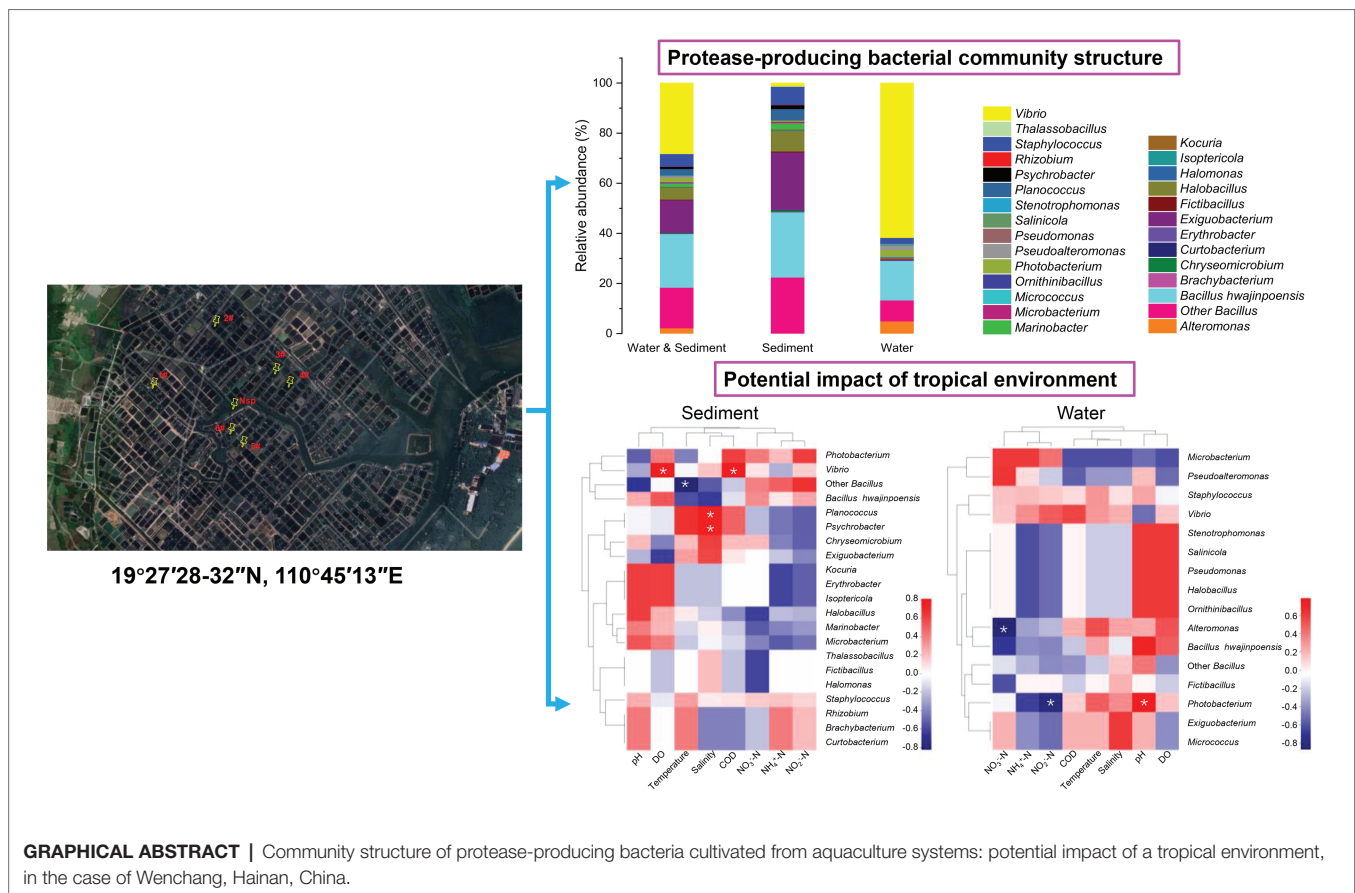 Protease-producing bacterial community structure
100
80
60
40
20
0
Relative abundance (%)
Water & Sediment
Sediment
Water
Vibrio
Thalassobacillus
Staphylococcus
Rhizobium
Psychrobacter
Planococcus
Stenotrophomonas
Salinicola
Pseudomonas
Pseudoalteromonas
Photobacterium
Ornithinibacillus
Micrococcus
Microbacterium
Marinobacter
Kocuria
Isoptericola
Halomonas
Halobacillus
Fictibacillus
Exiguobacterium
Erythrobacter
Curtobacterium
Chryseomicrobium
Brachybacterium
Bacillus hwajinpoensis
Other Bacillus
Alteromonas
2#
3#
4#
1#
Nsp
6#
5#
19°27′28-32″N, 110°45′13″E
Potential impact of tropical environment
Sediment
Photobacterium
Vibrio
Other Bacillus
Bacillus hwajinpoensis
Planococcus
Psychrobacter
Chryseomicrobium
Exiguobacterium
Kocuria
Erythrobacter
Isoptericola
Halobacillus
Marinobacter
Microbacterium
Thalassobacillus
Fictibacillus
Halomonas
Staphylococcus
Rhizobium
Brachybacterium
Curtobacterium
pH
DO
Temperature
Salinity
COD
NO₃⁻-N
NH₄⁺-N
NO₂⁻-N
0.8
0.6
0.4
0.2
0.0
-0.2
-0.4
-0.6
-0.8
Water
Microbacterium
Pseudoalteromonas
Staphylococcus
Vibrio
Stenotrophomonas
Salinicola
Pseudomonas
Halobacillus
Ornithinibacillus
Alteromonas
Bacillus hwajinpoensis
Other Bacillus
Fictibacillus
Photobacterium
Exiguobacterium
Micrococcus
NO₃⁻-N
NH₄⁺-N
NO₂⁻-N
COD
Temperature
Salinity
pH
DO
0.6
0.4
0.2
0.0
-0.2
-0.4
-0.6
-0.8
GRAPHICAL ABSTRACT | Community structure of protease-producing bacteria cultivated from aquaculture systems: potential impact of a tropical environment,
in the case of Wenchang, Hainan, China.